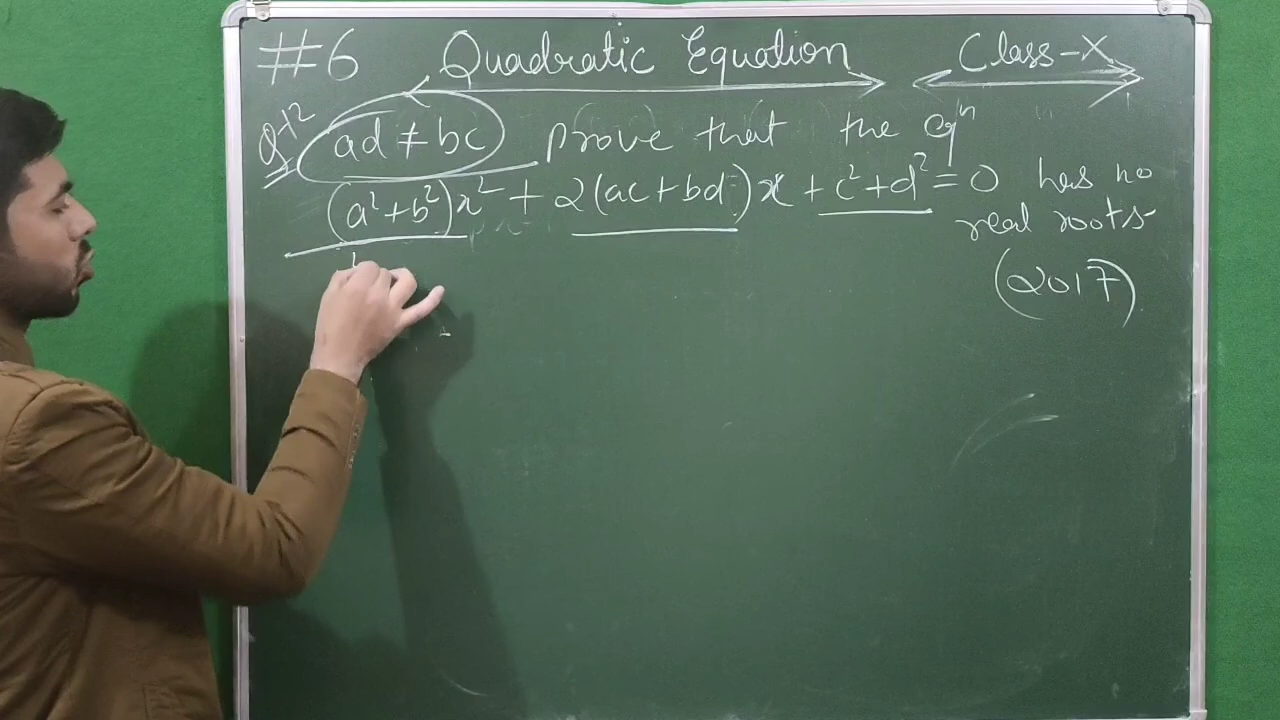 #6 Quadratic Equation Class-X
Q-12 ad ≠ bc prove that the eqⁿ
(a²+b²)x² + 2(ac+bd)x + c²+d² = 0 has no
real roots
(2017)